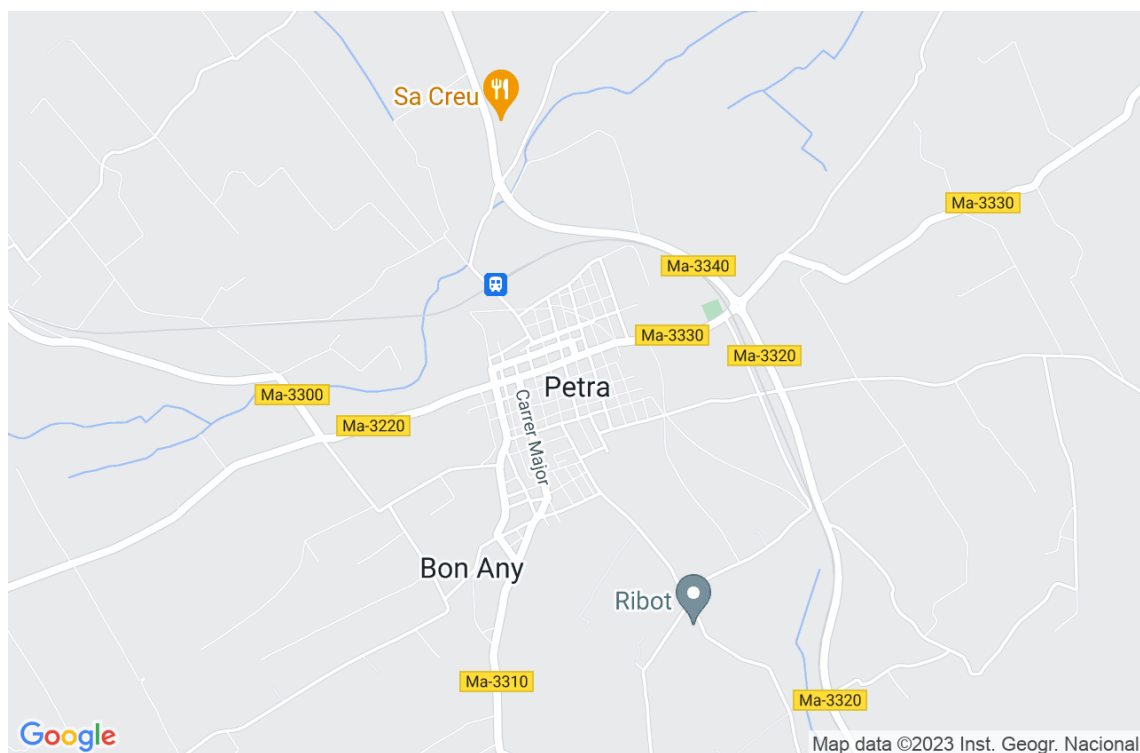 Sa Creu
Ma-3330
Ma-3340
Ma-3330
Ma-3320
Ma-3300
Petra
Ma-3220
Carrer Major
Bon Any
Ribot
Ma-3310
Ma-3320
Google
Map data ©2023 Inst. Geogr. Nacional